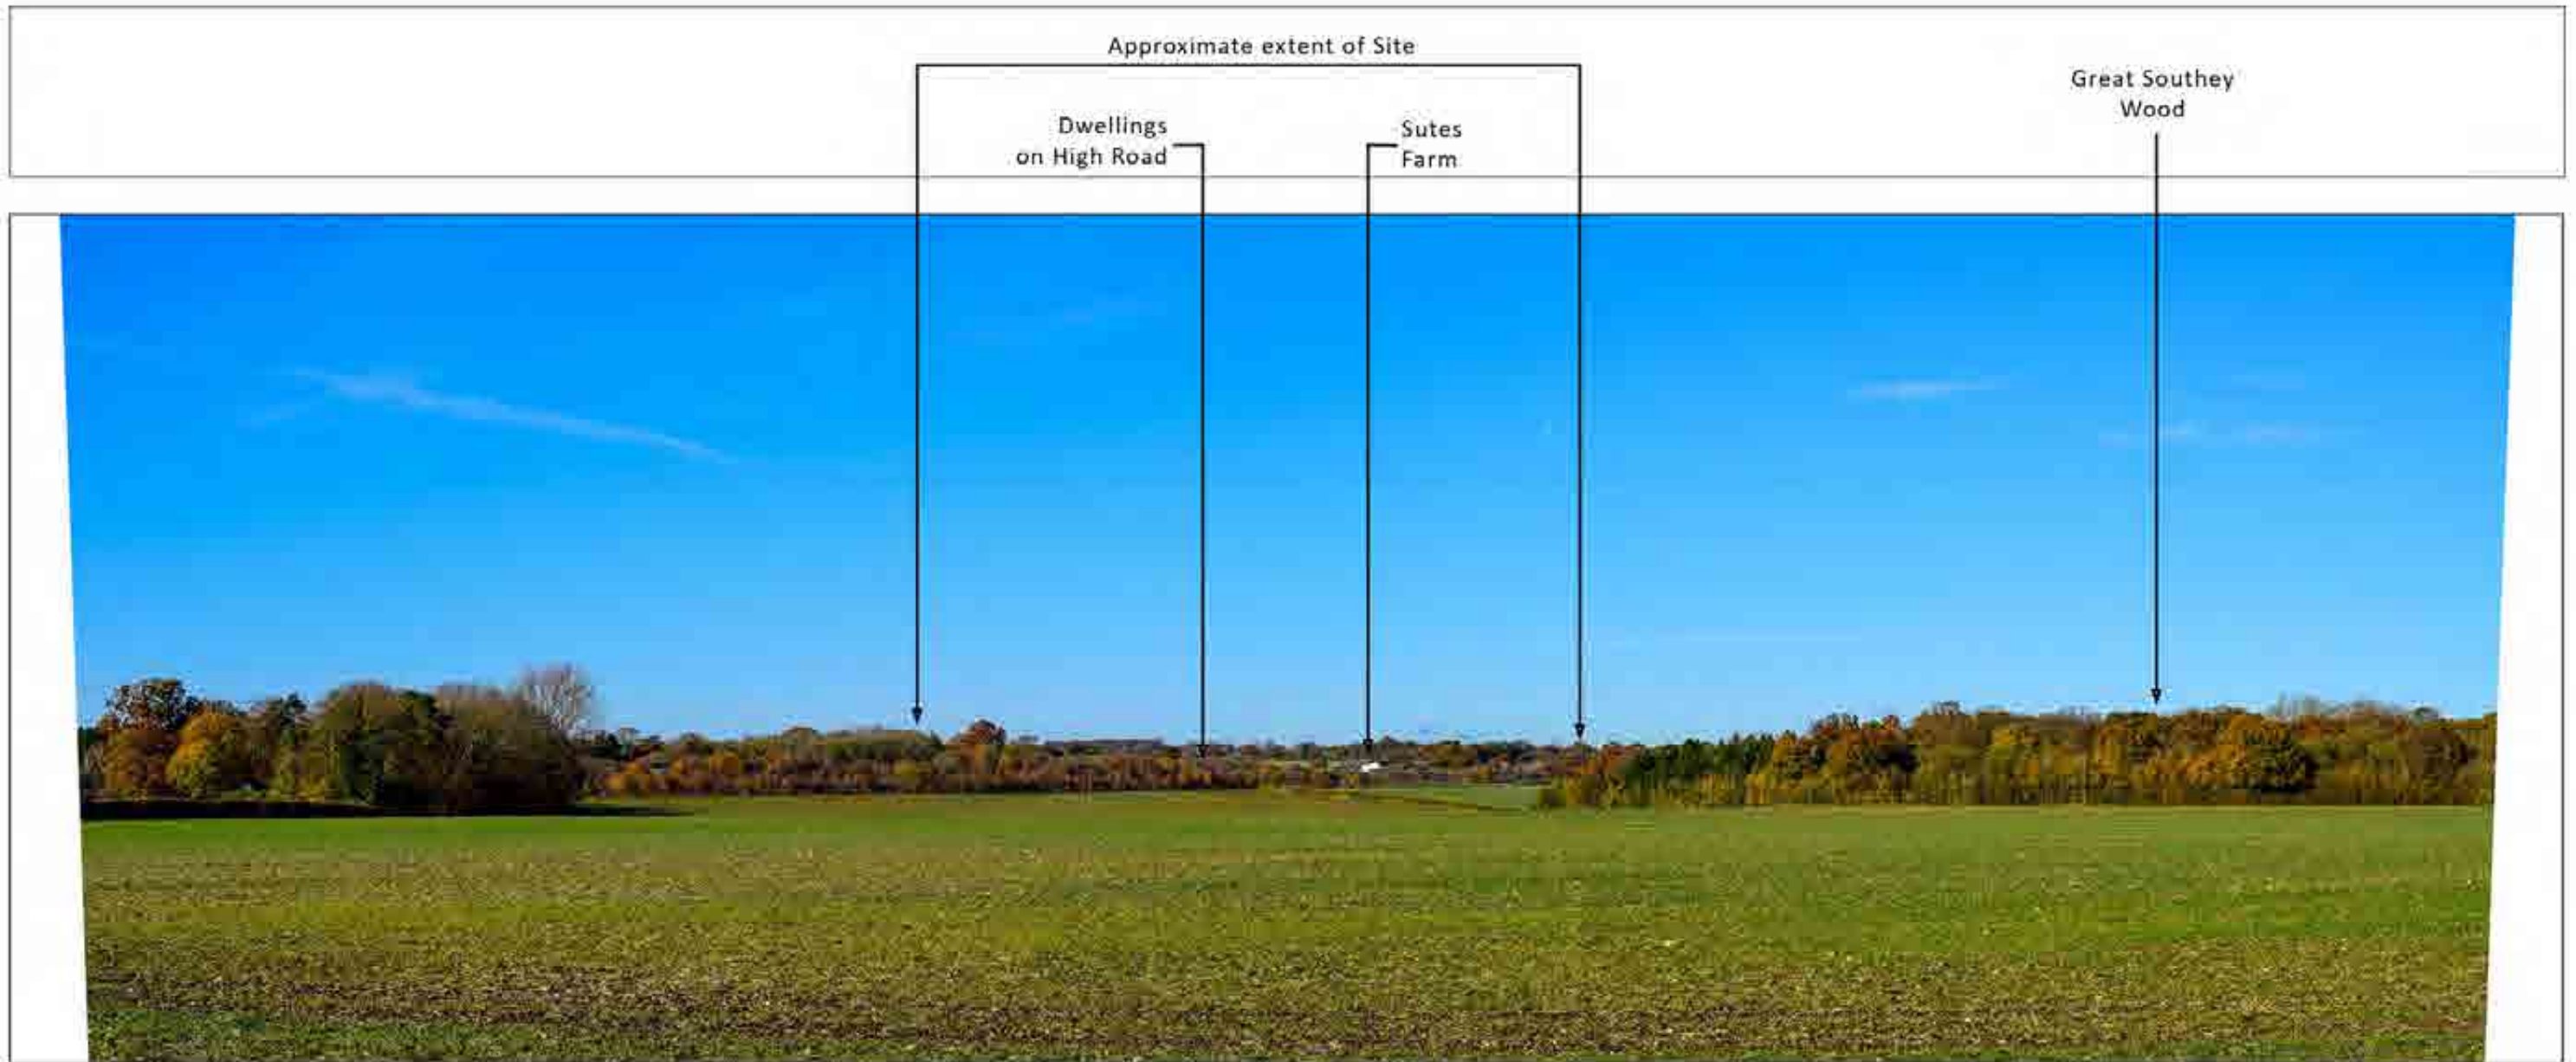 Approximate extent of Site
Dwellings
on High Road
Sutes
Farm
Great Southey
Wood